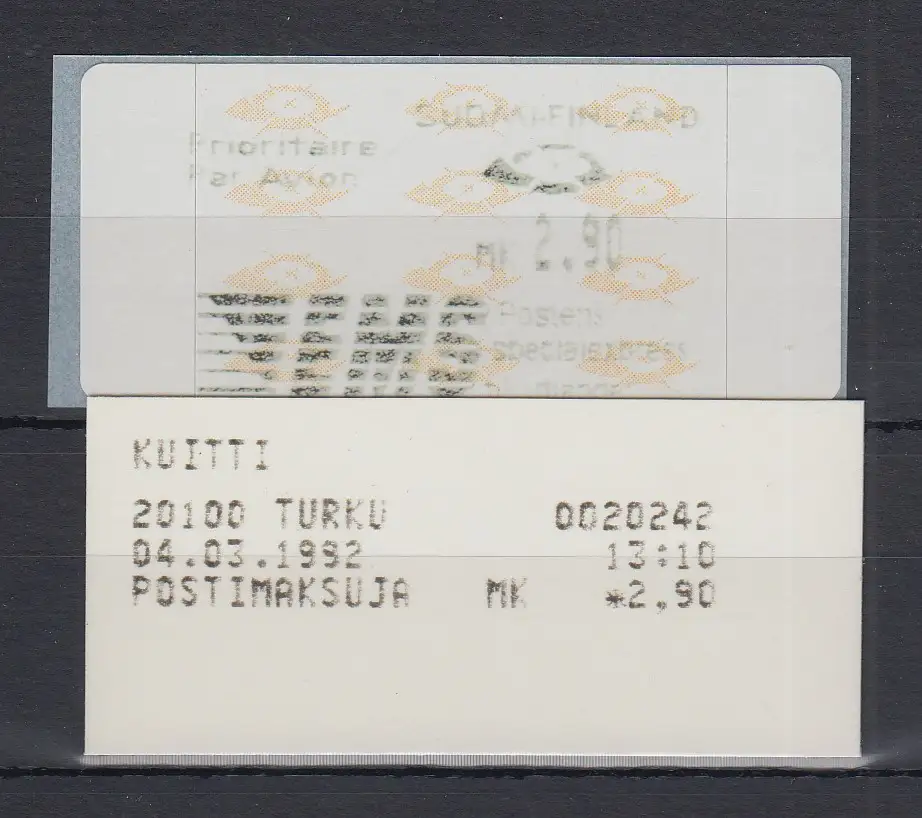 SUOMI-FINLAND
Prioritaire
Par Avion
MK 2.90
EMS
Postens
KUITTI
20100 TURKU 0020242
04.03.1992 13:10
POSTIMAKSUJA MK *2,90